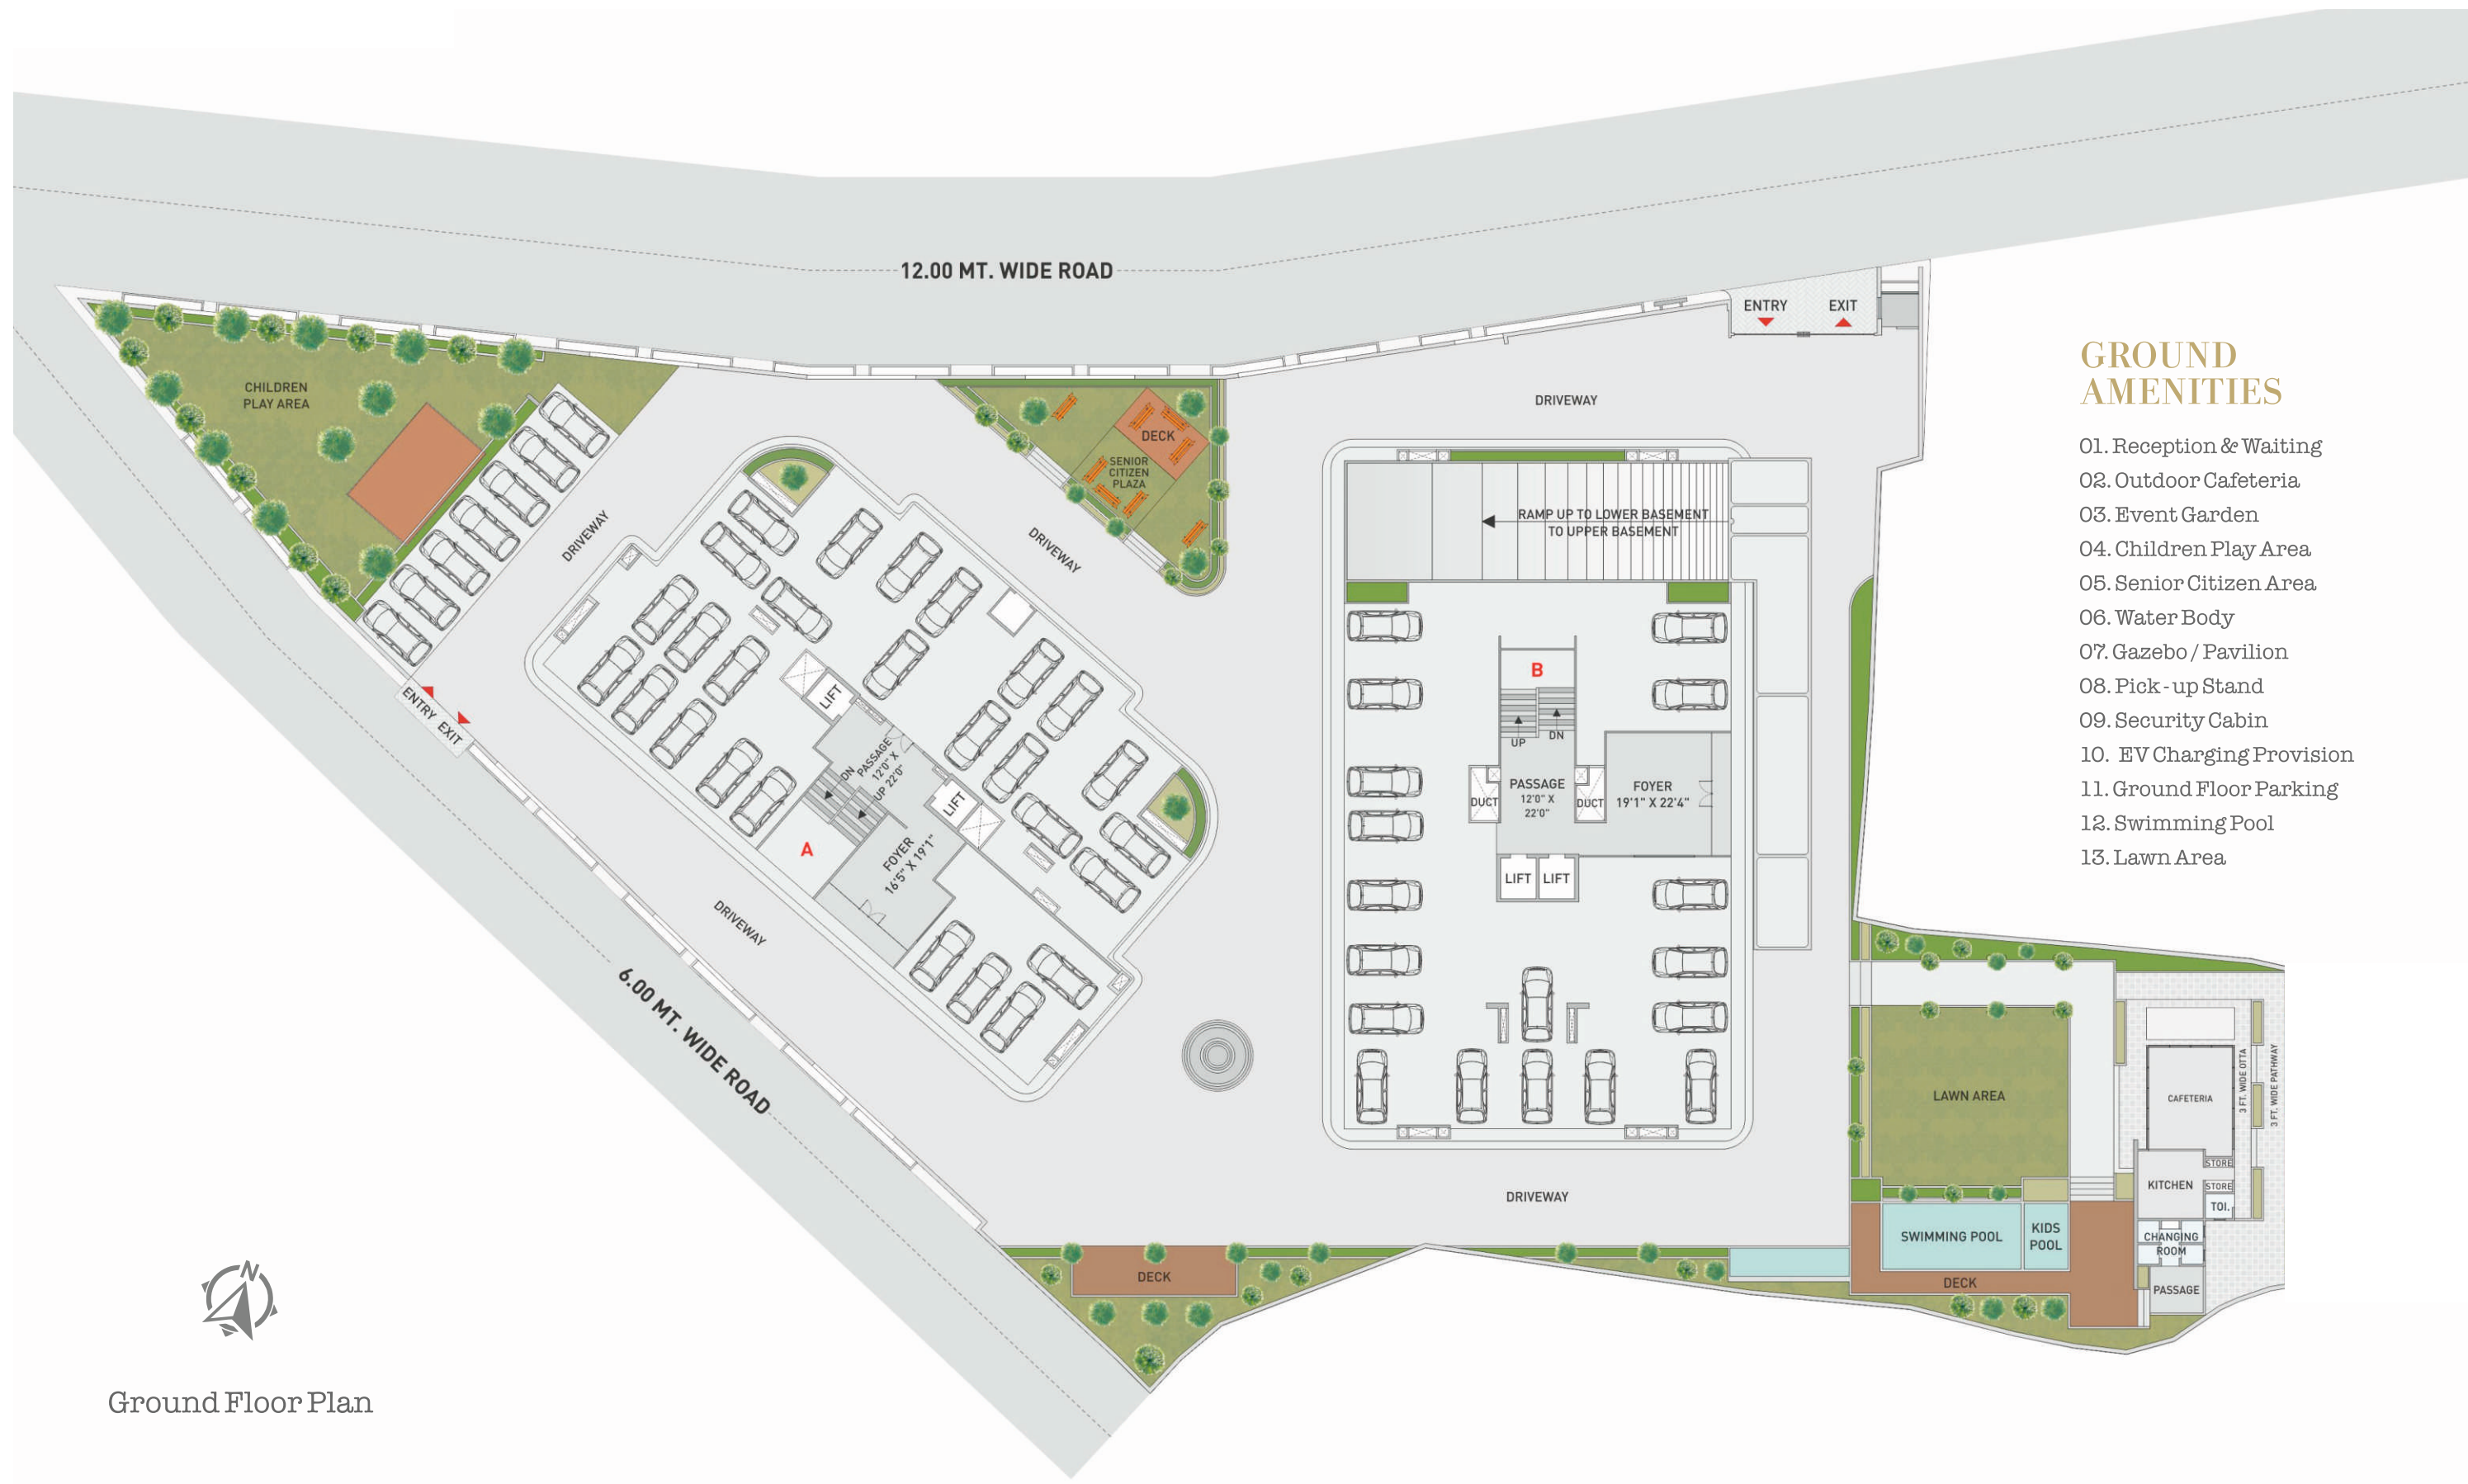 12.00 MT. WIDE ROAD
ENTRY
EXIT
GROUND
AMENITIES
01. Reception & Waiting
02. Outdoor Cafeteria
03. Event Garden
04. Children Play Area
05. Senior Citizen Area
06. Water Body
07. Gazebo / Pavilion
08. Pick-up Stand
09. Security Cabin
10. EV Charging Provision
11. Ground Floor Parking
12. Swimming Pool
13. Lawn Area
CHILDREN
PLAY AREA
DRIVEWAY
DECK
SENIOR
CITIZEN
PLAZA
DRIVEWAY
DRIVEWAY
RAMP UP TO LOWER BASEMENT
TO UPPER BASEMENT
ENTRY
EXIT
LIFT
PASSAGE
12'0" X
22'0"
DN
UP
LIFT
A
FOYER
16'5" X 19'1"
DRIVEWAY
6.00 MT. WIDE ROAD
B
UP
DN
DUCT
PASSAGE
12'0" X
22'0"
DUCT
FOYER
19'1" X 22'4"
LIFT
LIFT
DRIVEWAY
LAWN AREA
CAFETERIA
3 FT. WIDE OTTA
3 FT. WIDE PATHWAY
STORE
KITCHEN
STORE
TOI.
SWIMMING POOL
KIDS
POOL
CHANGING
ROOM
DECK
PASSAGE
DECK
N
Ground Floor Plan